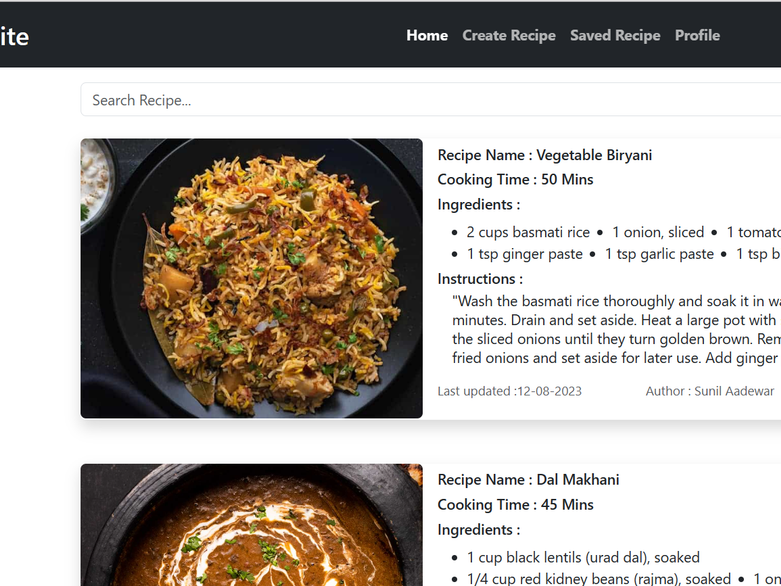 ite
Home Create Recipe Saved Recipe Profile
Search Recipe...
Recipe Name : Vegetable Biryani
Cooking Time : 50 Mins
Ingredients :
• 2 cups basmati rice • 1 onion, sliced • 1 tomato
• 1 tsp ginger paste • 1 tsp garlic paste • 1 tsp b
Instructions :
"Wash the basmati rice thoroughly and soak it in wa
minutes. Drain and set aside. Heat a large pot with
the sliced onions until they turn golden brown. Rem
fried onions and set aside for later use. Add ginger
Last updated :12-08-2023 Author : Sunil Aadewar
Recipe Name : Dal Makhani
Cooking Time : 45 Mins
Ingredients :
• 1 cup black lentils (urad dal), soaked
• 1/4 cup red kidney beans (rajma), soaked • 1 on